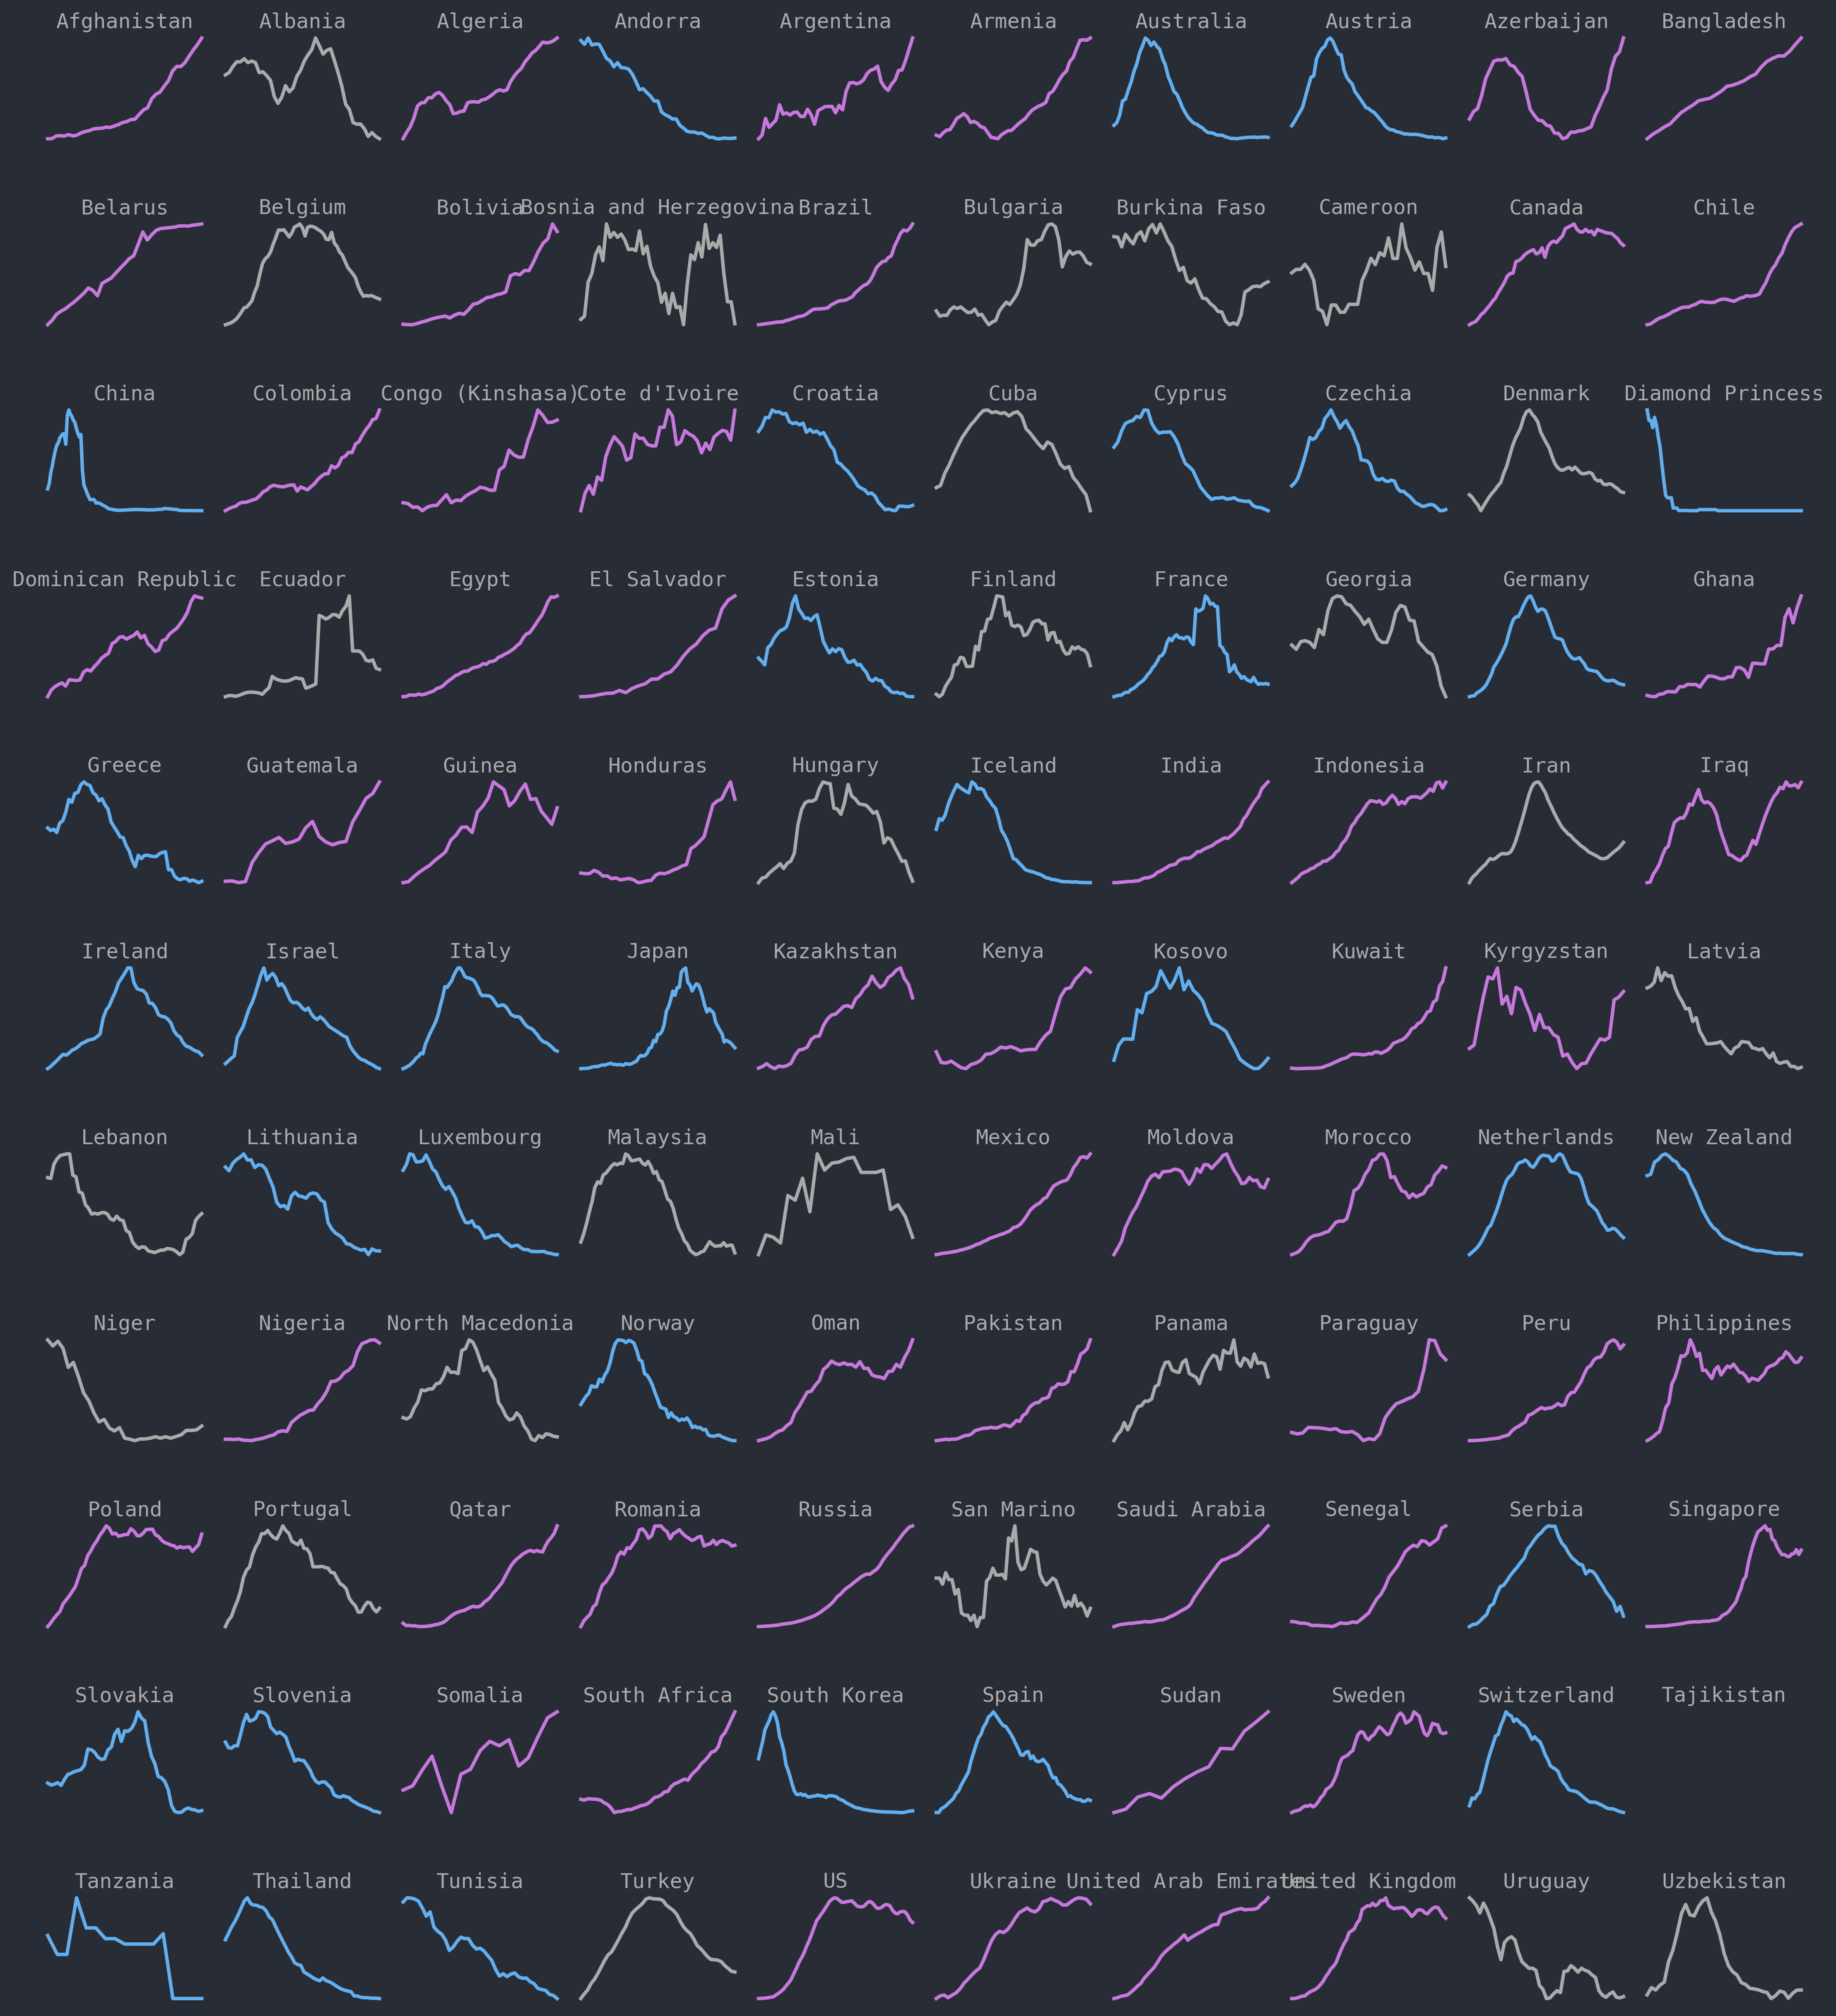 Afghanistan Albania Algeria Andorra Argentina Armenia Australia Austria Azerbaijan Bangladesh
Belarus Belgium Bolivia Bosnia and Herzegovina Brazil Bulgaria Burkina Faso Cameroon Canada Chile
China Colombia Congo (Kinshasa) Cote d'Ivoire Croatia Cuba Cyprus Czechia Denmark Diamond Princess
Dominican Republic Ecuador Egypt El Salvador Estonia Finland France Georgia Germany Ghana
Greece Guatemala Guinea Honduras Hungary Iceland India Indonesia Iran Iraq
Ireland Israel Italy Japan Kazakhstan Kenya Kosovo Kuwait Kyrgyzstan Latvia
Lebanon Lithuania Luxembourg Malaysia Mali Mexico Moldova Morocco Netherlands New Zealand
Niger Nigeria North Macedonia Norway Oman Pakistan Panama Paraguay Peru Philippines
Poland Portugal Qatar Romania Russia San Marino Saudi Arabia Senegal Serbia Singapore
Slovakia Slovenia Somalia South Africa South Korea Spain Sudan Sweden Switzerland Tajikistan
Tanzania Thailand Tunisia Turkey US Ukraine United Arab Emirates United Kingdom Uruguay Uzbekistan